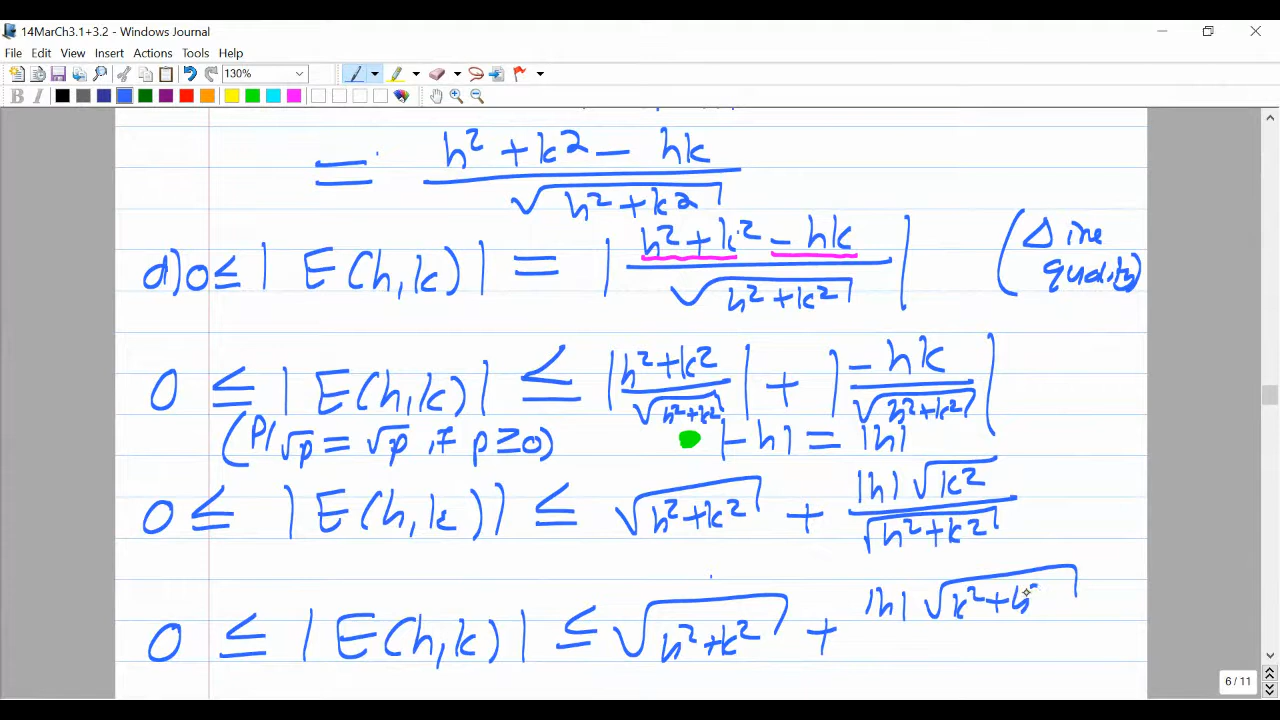 14MarCh3.1+3.2 - Windows Journal
File Edit View Insert Actions Tools Help
130%
B I
= h² + k² − hk / √(h² + k²)
d) 0 ≤ | E(h,k) | = | h² + k² − hk / √(h² + k²) | (Δ ine
quality)
0 ≤ | E(h,k) | ≤ | h² + k² / √(h² + k²) | + | −hk / √(h² + k²) |
(P/√p = √p, if p ≥ 0) |−h| = |h|
0 ≤ | E(h,k) | ≤ √(h² + k²) + |h| √k² / √(h² + k²)
0 ≤ | E(h,k) | ≤ √(h² + k²) + |h| √(k² + h
6 / 11